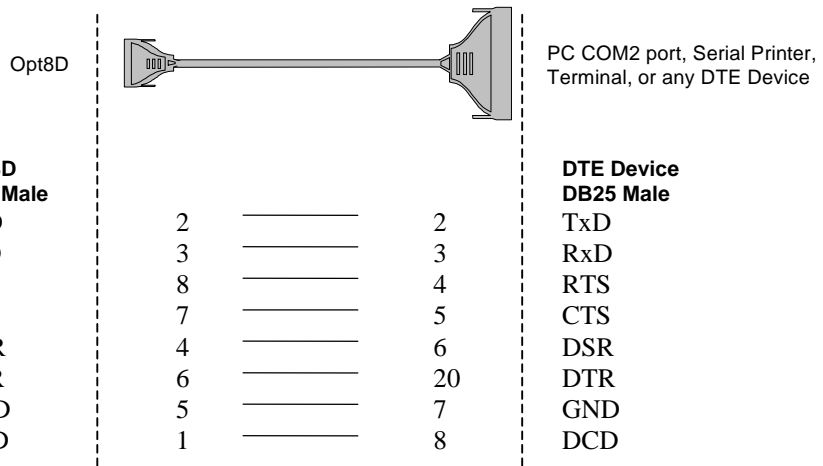 Opt8D
PC COM2 port, Serial Printer,
Terminal, or any DTE Device
D DTE Device
Male DB25 Male
2 2 TxD
3 3 RxD
8 4 RTS
7 5 CTS
R 4 6 DSR
R 6 20 DTR
D 5 7 GND
D 1 8 DCD